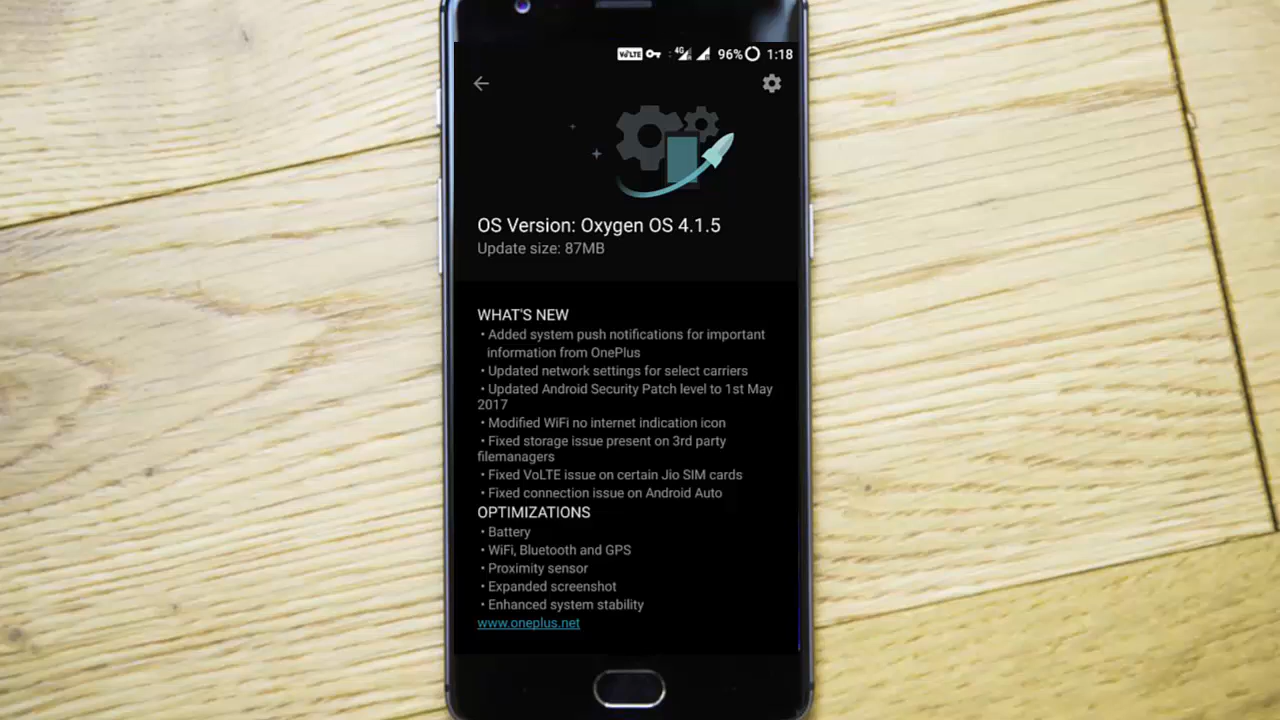 VoLTE 4G 96% 1:18
OS Version: Oxygen OS 4.1.5
Update size: 87MB
WHAT'S NEW
• Added system push notifications for important
information from OnePlus
• Updated network settings for select carriers
• Updated Android Security Patch level to 1st May
2017
• Modified WiFi no internet indication icon
• Fixed storage issue present on 3rd party
filemanagers
• Fixed VoLTE issue on certain Jio SIM cards
• Fixed connection issue on Android Auto
OPTIMIZATIONS
• Battery
• WiFi, Bluetooth and GPS
• Proximity sensor
• Expanded screenshot
• Enhanced system stability
www.oneplus.net